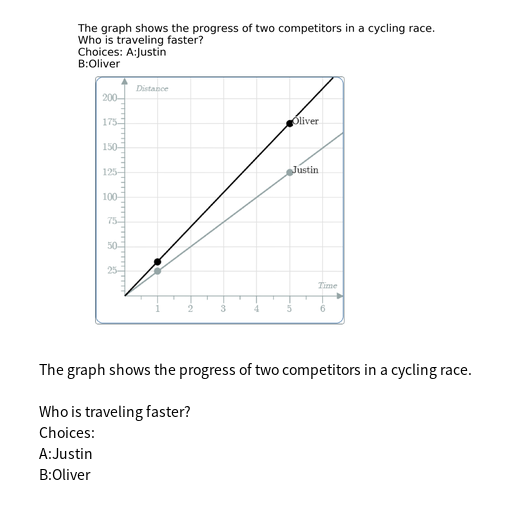 The graph shows the progress of two competitors in a cycling race.
Who is traveling faster?
Choices: A:Justin
B:Oliver
Distance
200
175
150
125
100
75
50
25
Oliver
Justin
Time
1 2 3 4 5 6
The graph shows the progress of two competitors in a cycling race.
Who is traveling faster?
Choices:
A:Justin
B:Oliver